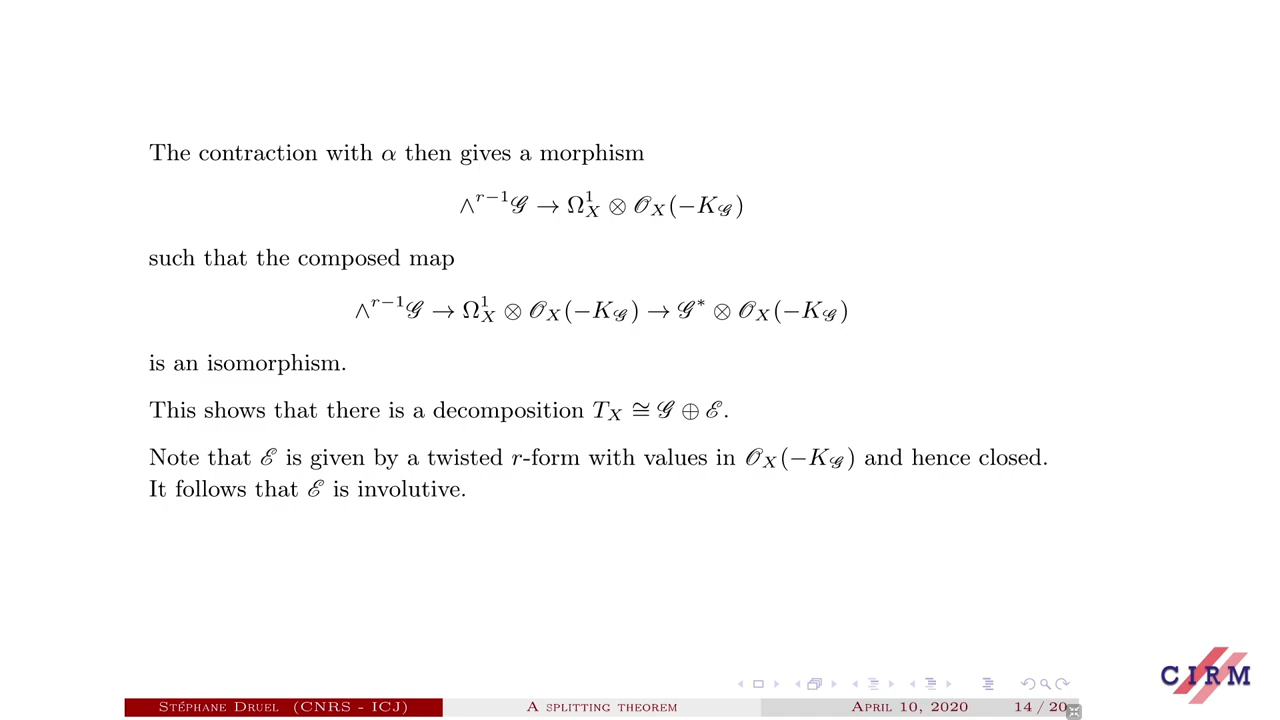 The contraction with α then gives a morphism
∧^{r−1}𝒢 → Ω^1_X ⊗ 𝒪_X(−K_𝒢)
such that the composed map
∧^{r−1}𝒢 → Ω^1_X ⊗ 𝒪_X(−K_𝒢) → 𝒢* ⊗ 𝒪_X(−K_𝒢)
is an isomorphism.
This shows that there is a decomposition T_X ≅ 𝒢 ⊕ ℰ.
Note that ℰ is given by a twisted r-form with values in 𝒪_X(−K_𝒢) and hence closed.
It follows that ℰ is involutive.
CIRM
Stéphane Druel (CNRS - ICJ) A splitting theorem April 10, 2020 14 / 20